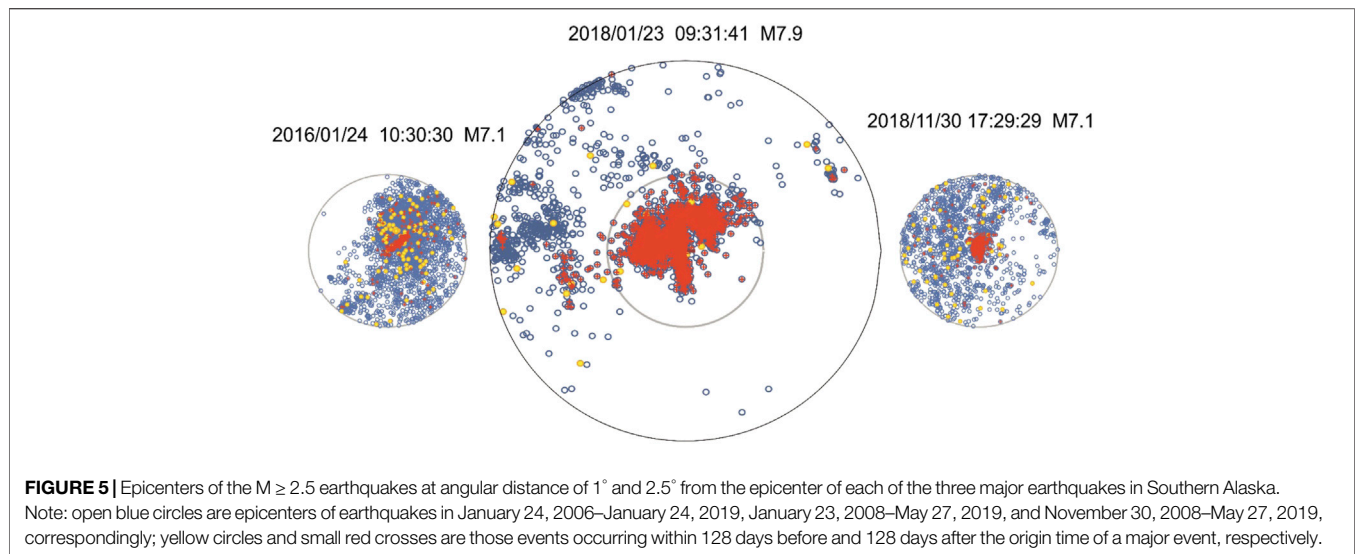 2018/01/23 09:31:41 M7.9
2016/01/24 10:30:30 M7.1
2018/11/30 17:29:29 M7.1
FIGURE 5 | Epicenters of the M ≥ 2.5 earthquakes at angular distance of 1° and 2.5° from the epicenter of each of the three major earthquakes in Southern Alaska.
Note: open blue circles are epicenters of earthquakes in January 24, 2006–January 24, 2019, January 23, 2008–May 27, 2019, and November 30, 2008–May 27, 2019,
correspondingly; yellow circles and small red crosses are those events occurring within 128 days before and 128 days after the origin time of a major event, respectively.